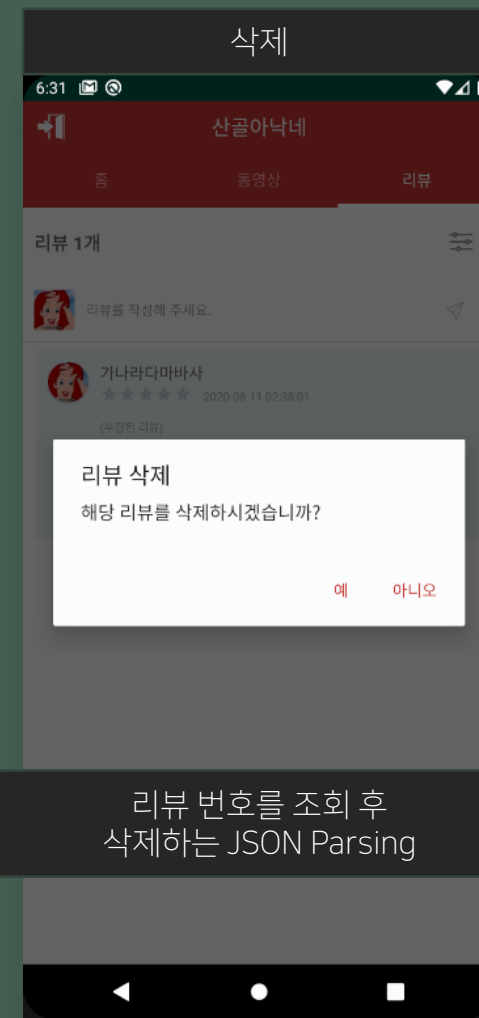 삭제
6:31
산골아낙네
홈 동영상 리뷰
리뷰 1개
리뷰를 작성해 주세요.
가나라다마바사
2020-08-11 02:38:01
(수정된 리뷰)
리뷰 삭제
해당 리뷰를 삭제하시겠습니까?
예 아니오
리뷰 번호를 조회 후
삭제하는 JSON Parsing